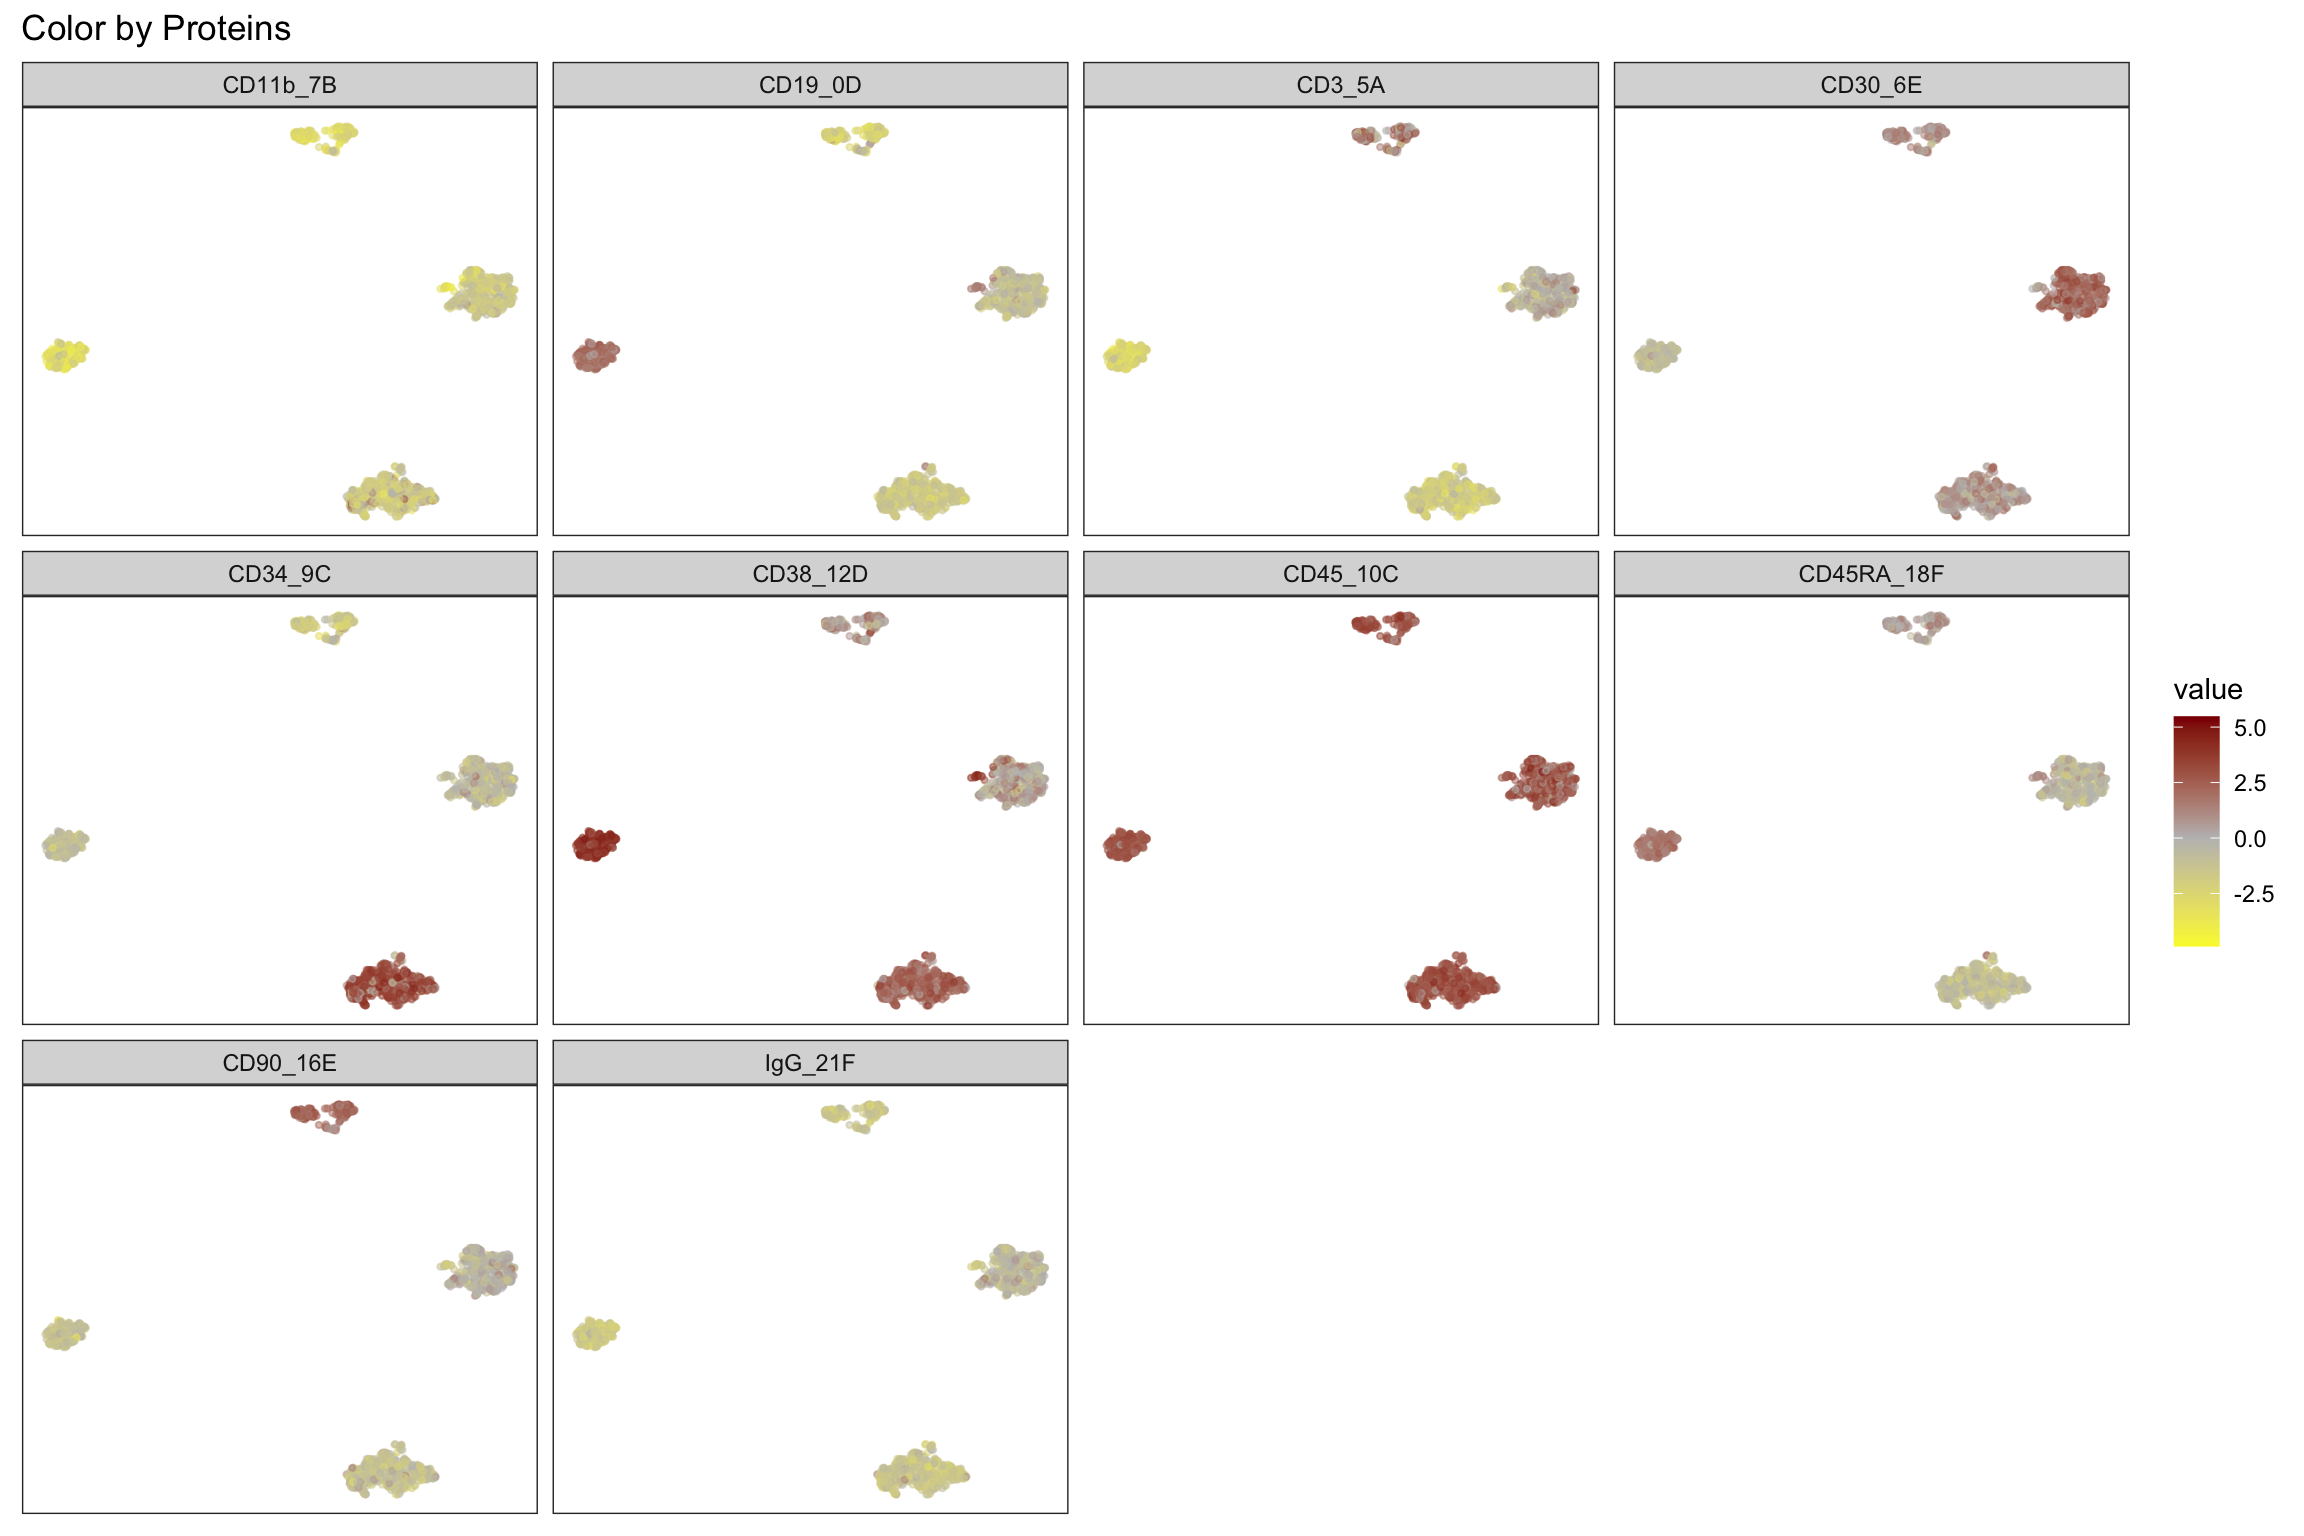 Color by Proteins
CD11b_7B
CD19_0D
CD3_5A
CD30_6E
CD34_9C
CD38_12D
CD45_10C
CD45RA_18F
value
5.0
2.5
0.0
-2.5
CD90_16E
IgG_21F